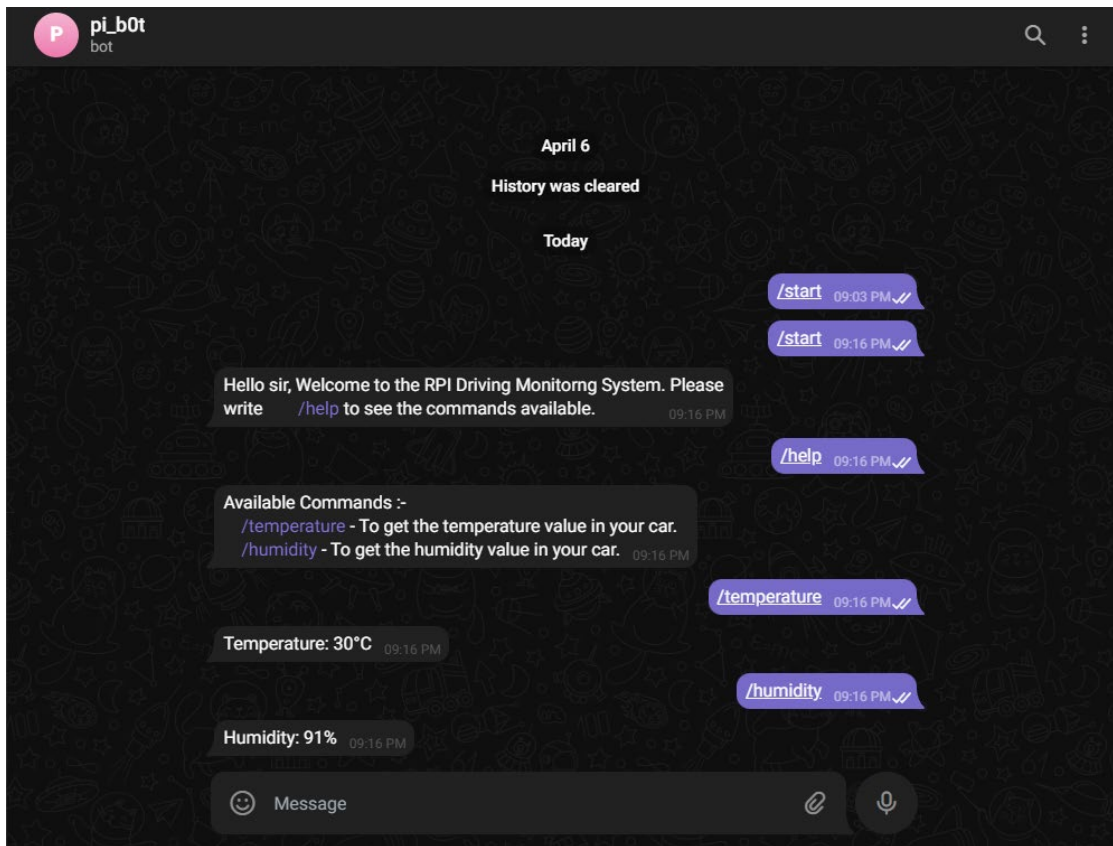 P
pi_b0t
bot
April 6
History was cleared
Today
/start 09:03 PM
/start 09:16 PM
Hello sir, Welcome to the RPI Driving Monitorng System. Please
write /help to see the commands available. 09:16 PM
/help 09:16 PM
Available Commands :-
/temperature - To get the temperature value in your car.
/humidity - To get the humidity value in your car. 09:16 PM
/temperature 09:16 PM
Temperature: 30°C 09:16 PM
/humidity 09:16 PM
Humidity: 91% 09:16 PM
Message